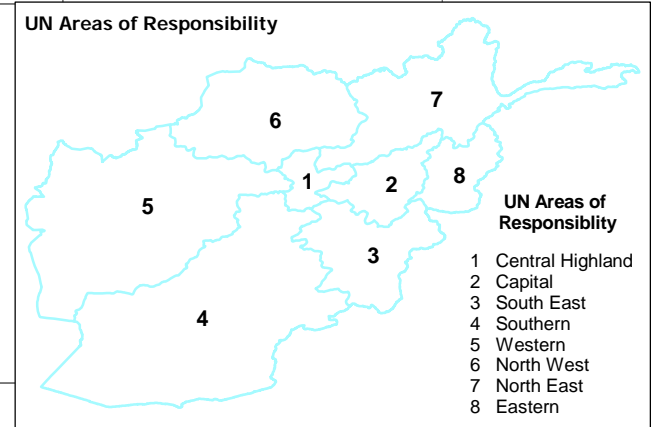 UN Areas of Responsibility
7
6
1
2
8
5
3
4
UN Areas of
Responsiblity
1 Central Highland
2 Capital
3 South East
4 Southern
5 Western
6 North West
7 North East
8 Eastern